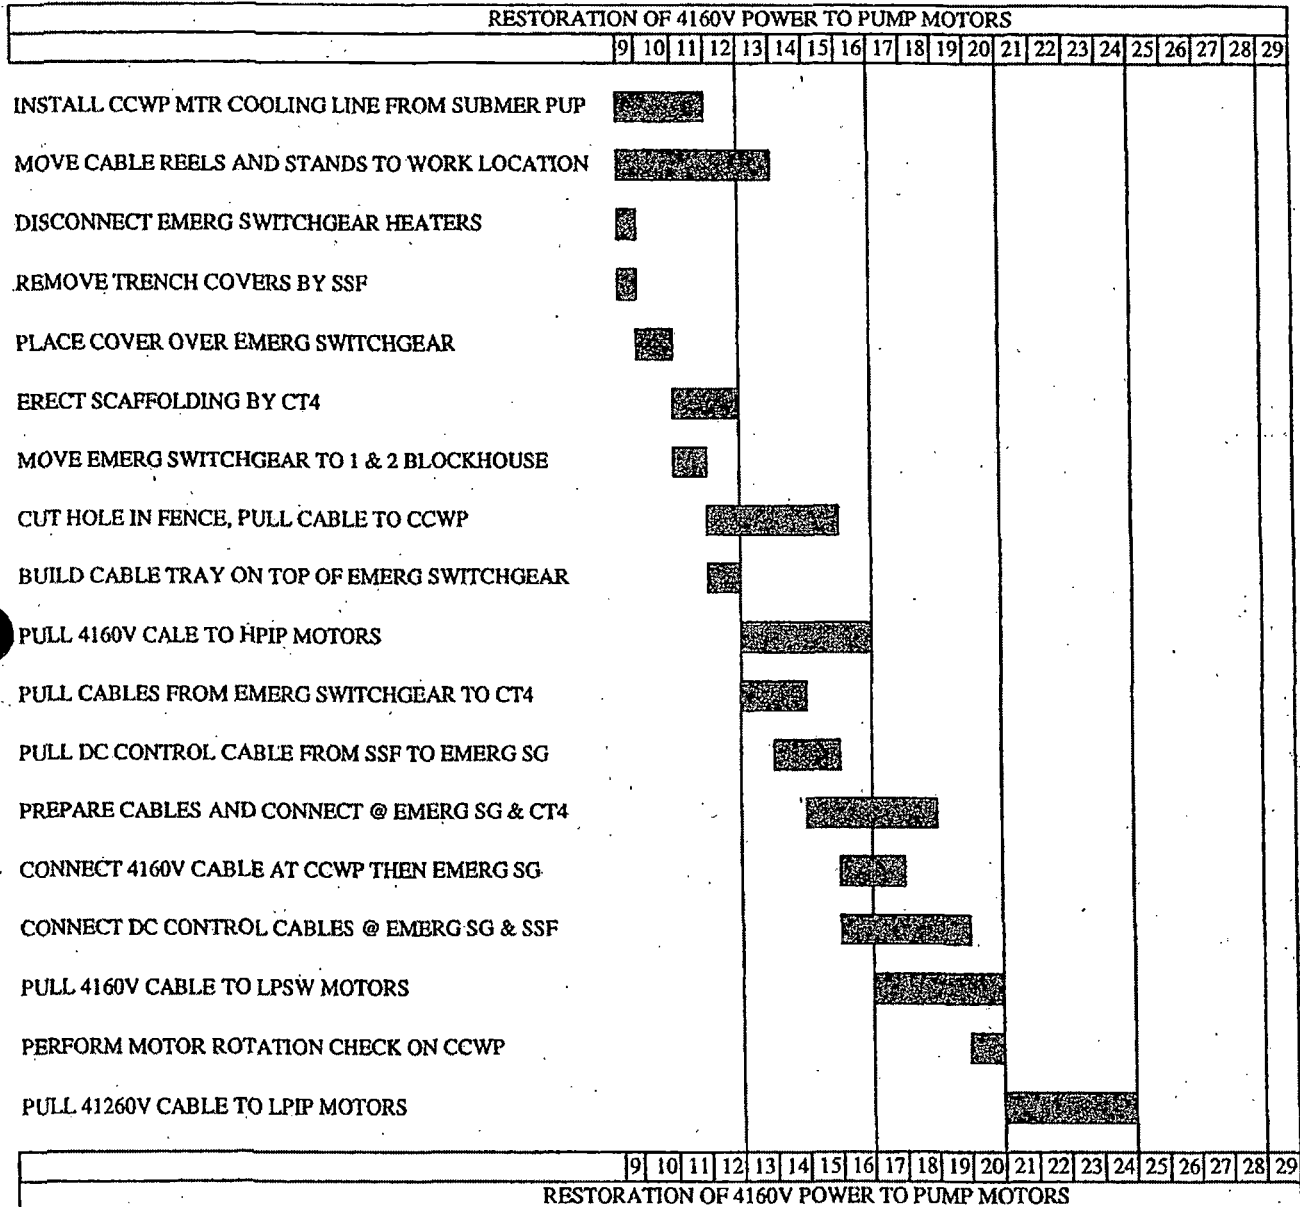 RESTORATION OF 4160V POWER TO PUMP MOTORS
9 10 11 12 13 14 15 16 17 18 19 20 21 22 23 24 25 26 27 28 29
INSTALL CCWP MTR COOLING LINE FROM SUBMER PUP
MOVE CABLE REELS AND STANDS TO WORK LOCATION
DISCONNECT EMERG SWITCHGEAR HEATERS
REMOVE TRENCH COVERS BY SSF
PLACE COVER OVER EMERG SWITCHGEAR
ERECT SCAFFOLDING BY CT4
MOVE EMERG SWITCHGEAR TO 1 & 2 BLOCKHOUSE
CUT HOLE IN FENCE, PULL CABLE TO CCWP
BUILD CABLE TRAY ON TOP OF EMERG SWITCHGEAR
PULL 4160V CALE TO HPIP MOTORS
PULL CABLES FROM EMERG SWITCHGEAR TO CT4
PULL DC CONTROL CABLE FROM SSF TO EMERG SG
PREPARE CABLES AND CONNECT @ EMERG SG & CT4
CONNECT 4160V CABLE AT CCWP THEN EMERG SG
CONNECT DC CONTROL CABLES @ EMERG SG & SSF
PULL 4160V CABLE TO LPSW MOTORS
PERFORM MOTOR ROTATION CHECK ON CCWP
PULL 41260V CABLE TO LPIP MOTORS
9 10 11 12 13 14 15 16 17 18 19 20 21 22 23 24 25 26 27 28 29
RESTORATION OF 4160V POWER TO PUMP MOTORS